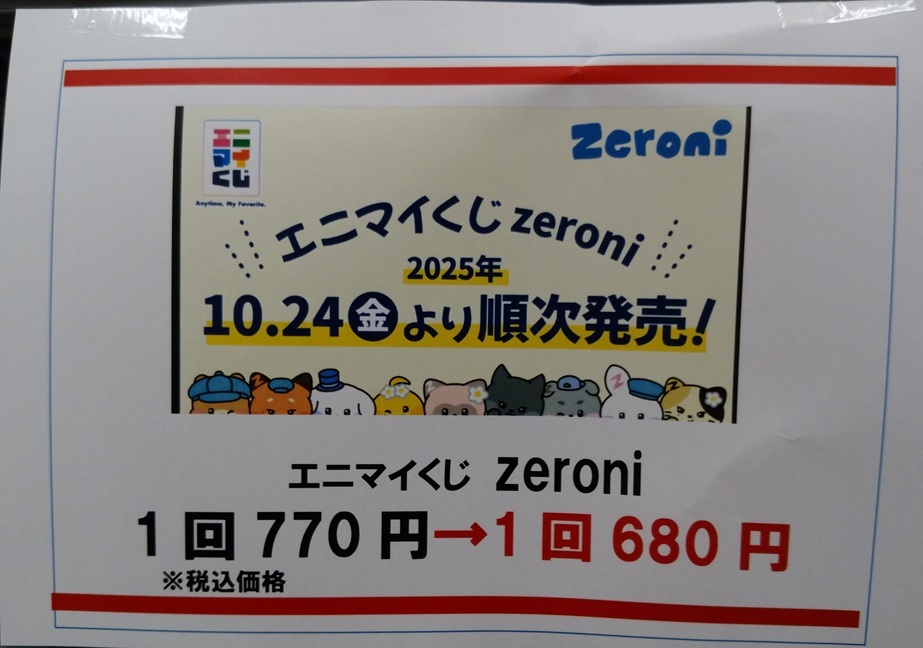 エニマイくじ
Anytime, My Favorite.
zeroni
エニマイくじ zeroni
2025年
10.24金より順次発売!
エニマイくじ zeroni
1回770円→1回680円
※税込価格